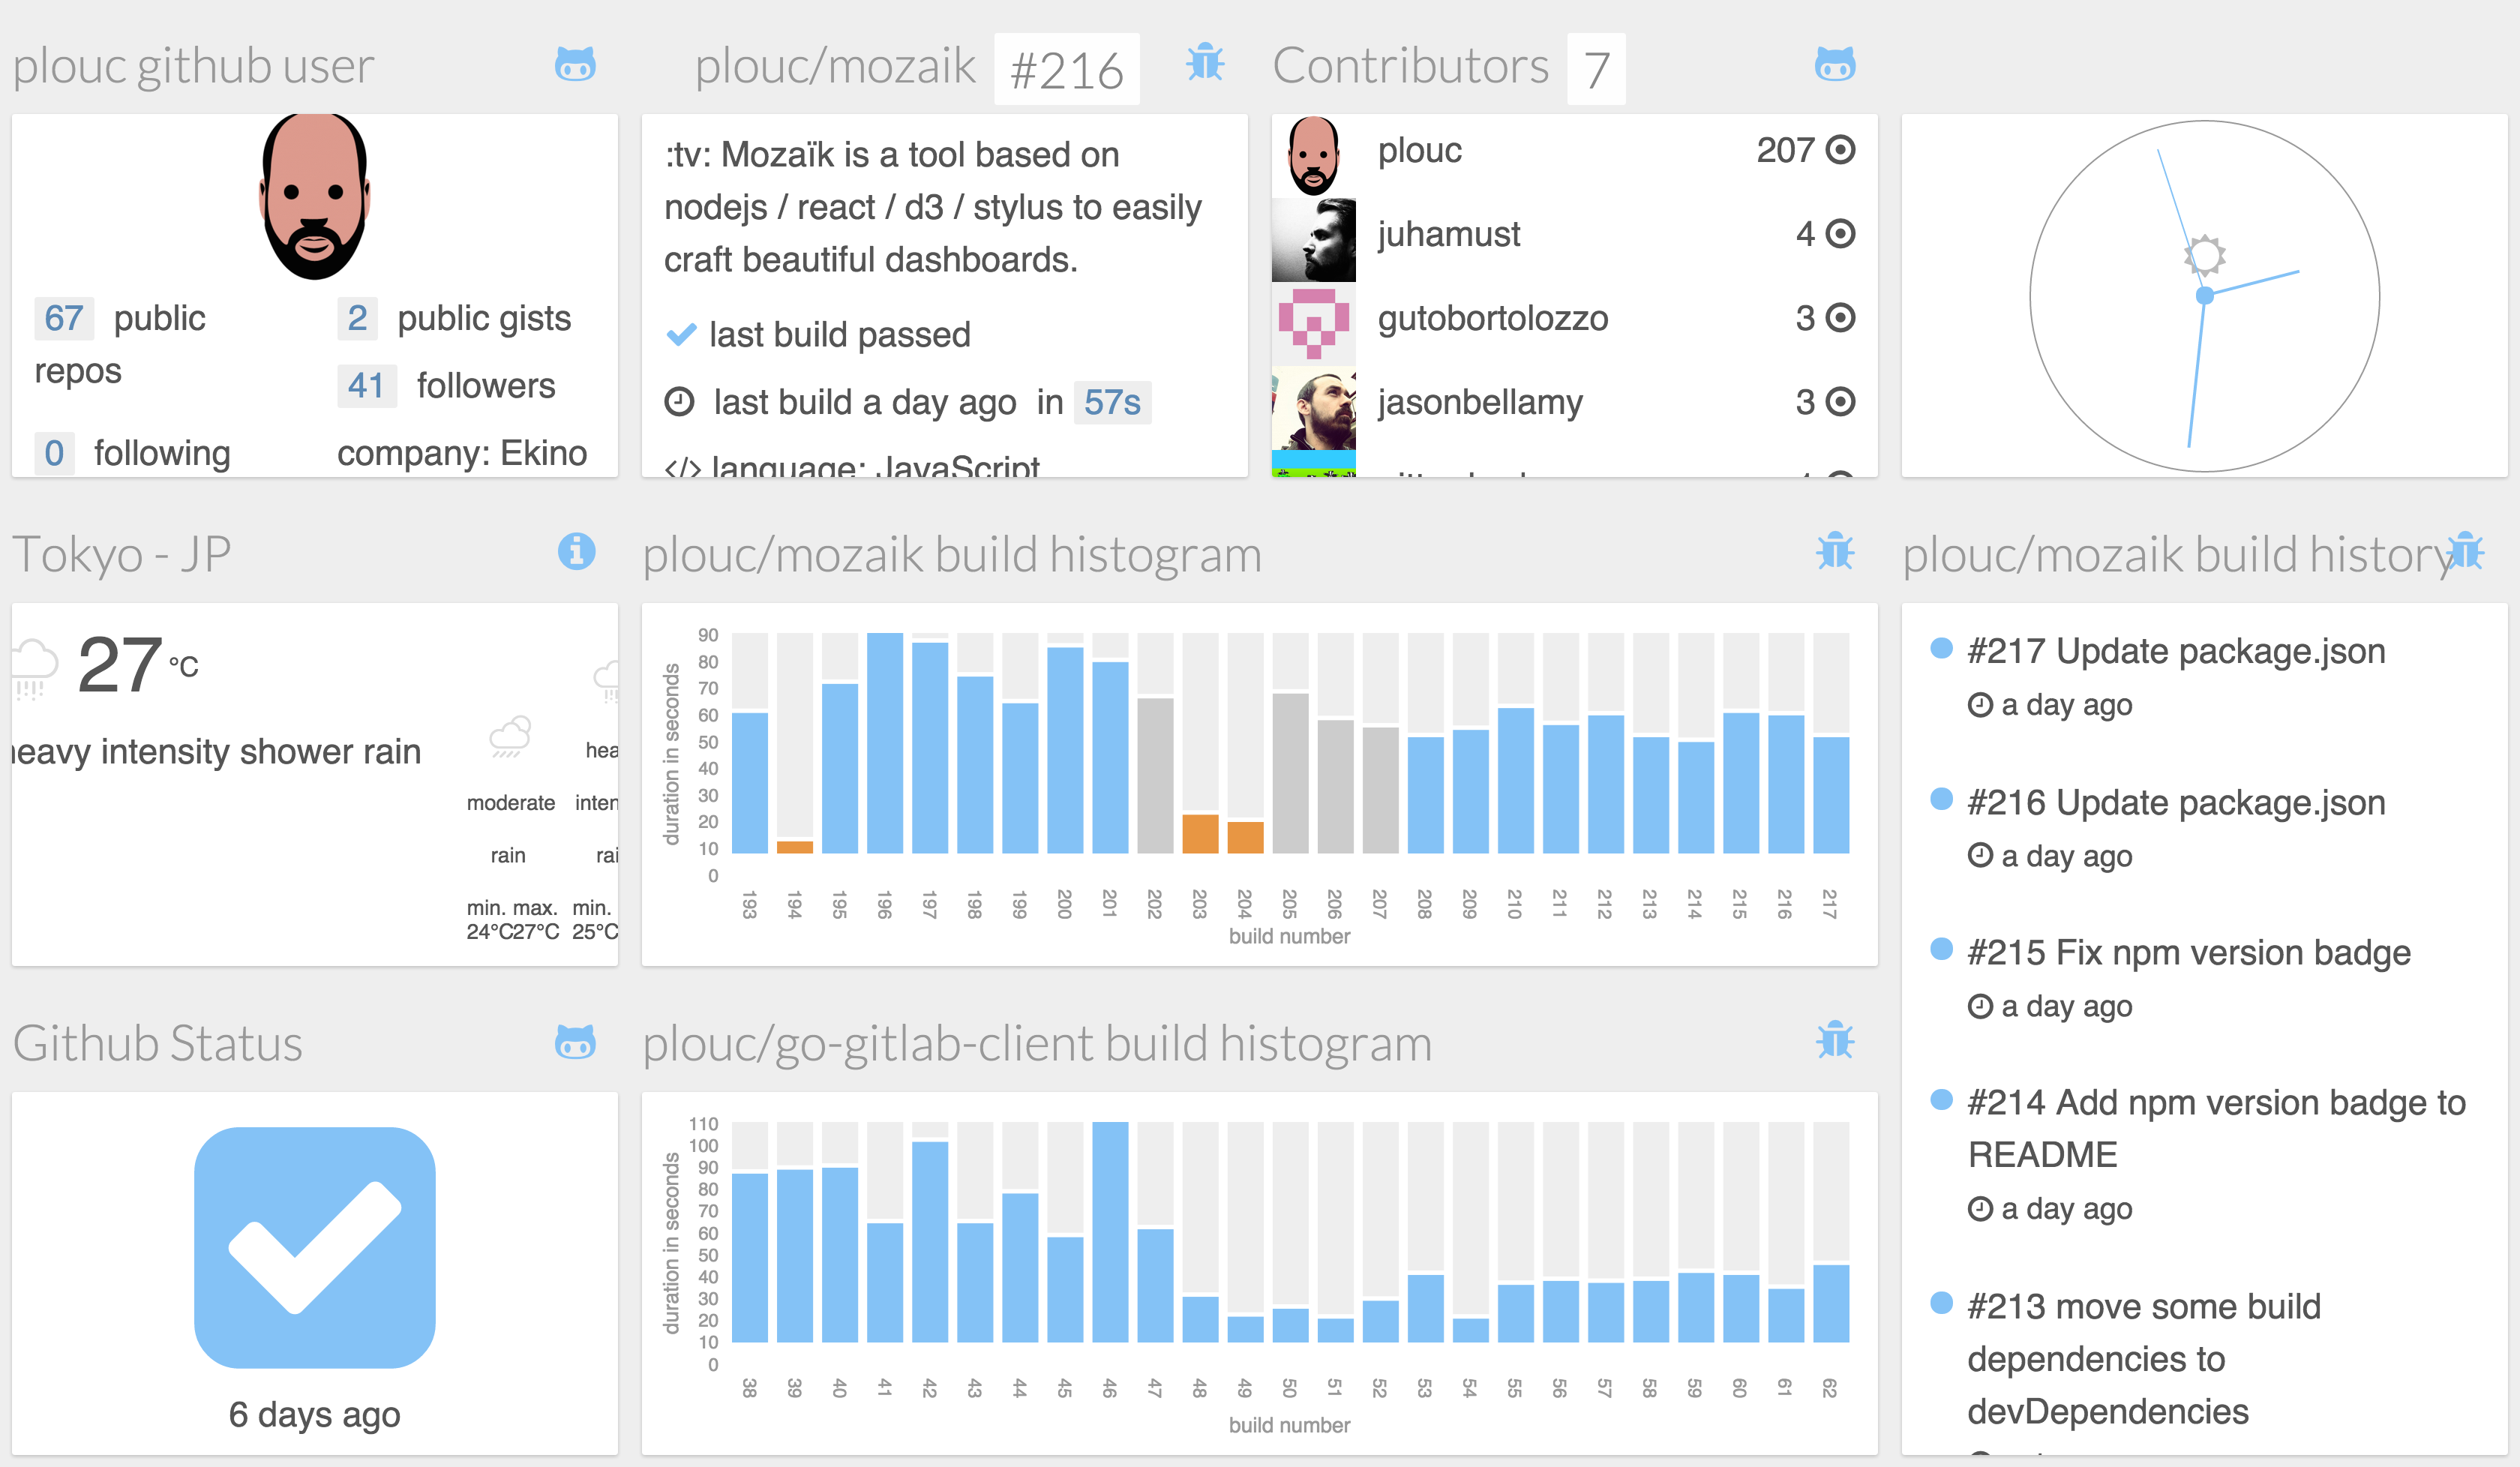 plouc github user
67 public
repos
2 public gists
41 followers
0 following
company: Ekino
plouc/mozaik #216
:tv: Mozaïk is a tool based on
nodejs / react / d3 / stylus to easily
craft beautiful dashboards.
last build passed
last build a day ago in 57s
</> language: JavaScript
Contributors 7
plouc 207
juhamust 4
gutobortolozzo 3
jasonbellamy 3
Tokyo - JP
27 °C
heavy intensity shower rain
moderate
rain
min. max.
24°C27°C
min.
25°C
plouc/mozaik build histogram
duration in seconds
90
80
70
60
50
40
30
20
10
0
193 194 195 196 197 198 199 200 201 202 203 204 205 206 207 208 209 210 211 212 213 214 215 216 217
build number
plouc/mozaik build history
#217 Update package.json
a day ago
#216 Update package.json
a day ago
#215 Fix npm version badge
a day ago
#214 Add npm version badge to
README
a day ago
#213 move some build
dependencies to
devDependencies
Github Status
6 days ago
plouc/go-gitlab-client build histogram
duration in seconds
110
100
90
80
70
60
50
40
30
20
10
0
38 39 40 41 42 43 44 45 46 47 48 49 50 51 52 53 54 55 56 57 58 59 60 61 62
build number